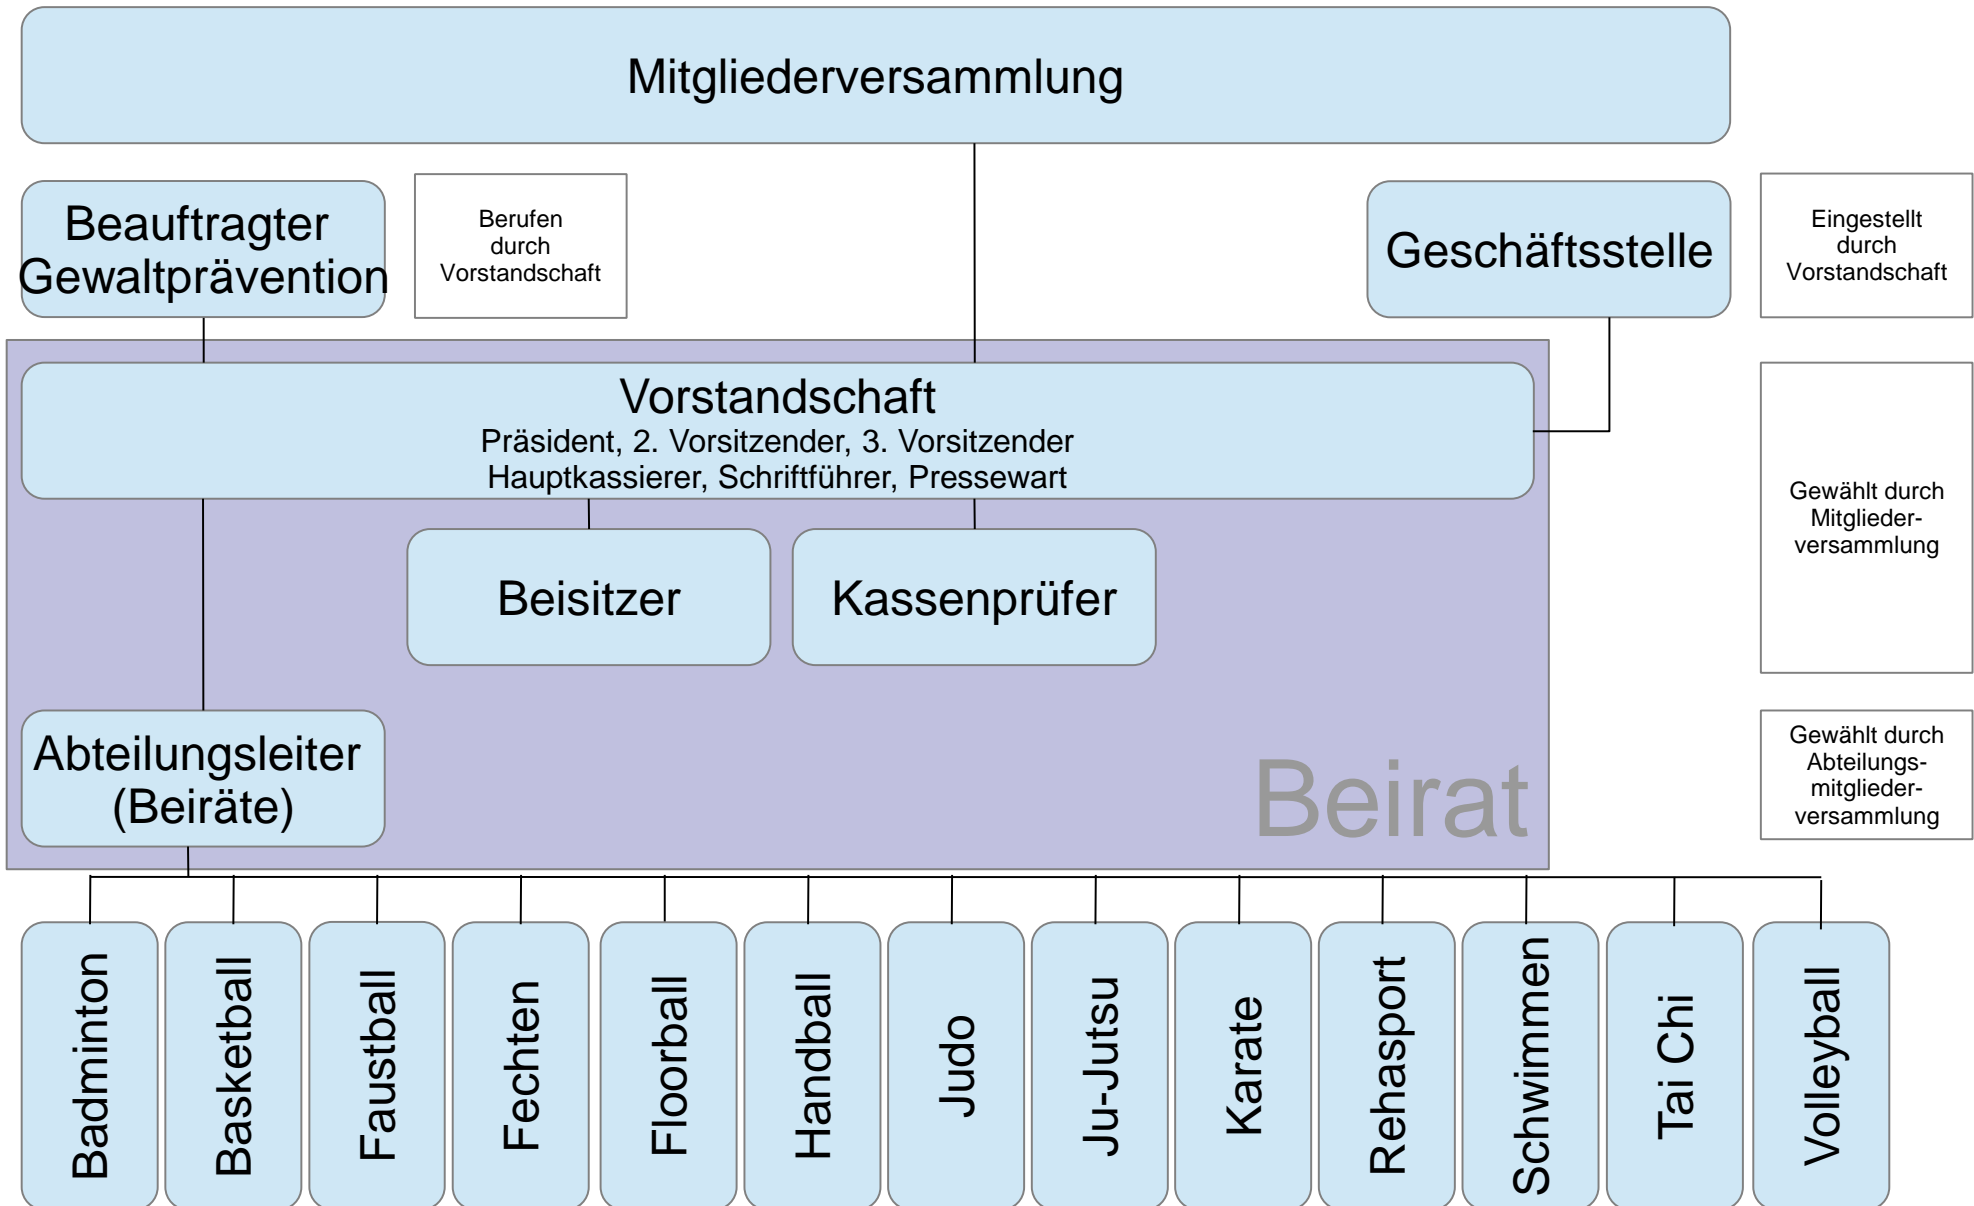 Mitgliederversammlung
Beauftragter
Gewaltprävention
Berufen
durch
Vorstandschaft
Geschäftsstelle
Eingestellt
durch
Vorstandschaft
Vorstandschaft
Präsident, 2. Vorsitzender, 3. Vorsitzender
Hauptkassierer, Schriftführer, Pressewart
Gewählt durch
Mitglieder-
versammlung
Beisitzer
Kassenprüfer
Abteilungsleiter
(Beiräte)
Beirat
Gewählt durch
Abteilungs-
mitglieder-
versammlung
Badminton
Basketball
Faustball
Fechten
Floorball
Handball
Judo
Ju-Jutsu
Karate
Rehasport
Schwimmen
Tai Chi
Volleyball